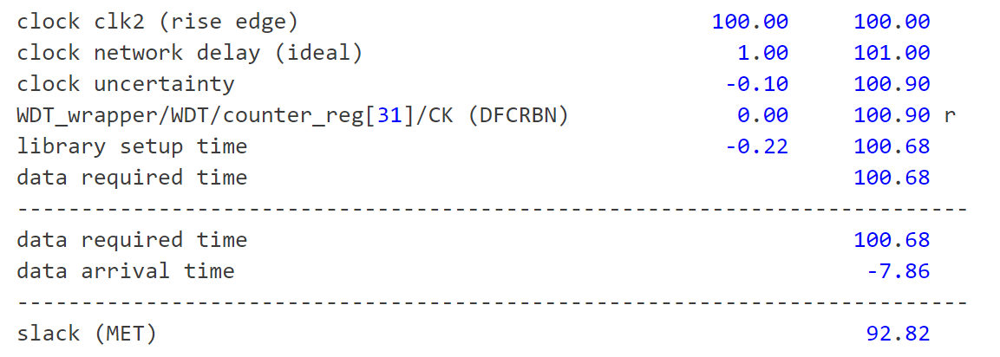 clock clk2 (rise edge) 100.00 100.00
clock network delay (ideal) 1.00 101.00
clock uncertainty -0.10 100.90
WDT_wrapper/WDT/counter_reg[31]/CK (DFCRBN) 0.00 100.90 r
library setup time -0.22 100.68
data required time 100.68
--------------------------------------------------------------------------
data required time 100.68
data arrival time -7.86
--------------------------------------------------------------------------
slack (MET) 92.82